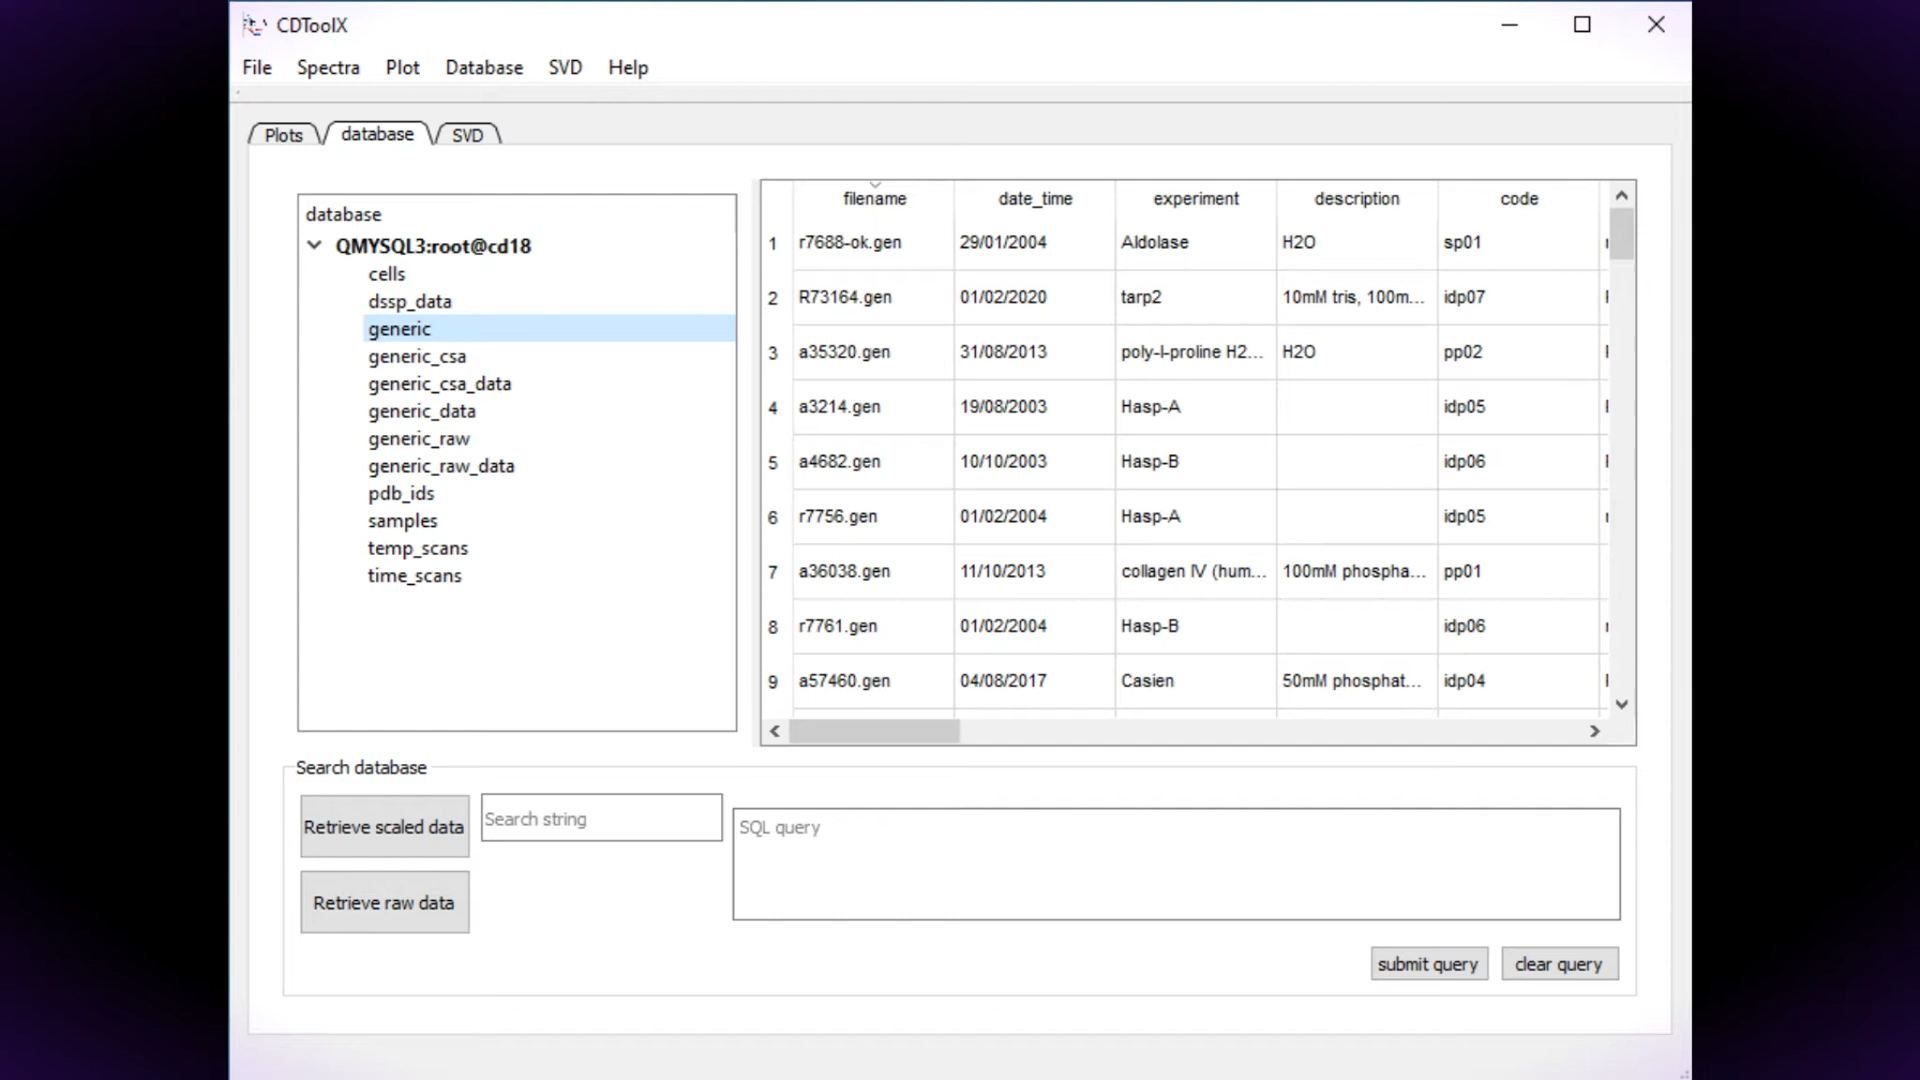 CDToolX
File Spectra Plot Database SVD Help
Plots database SVD
database
QMYSQL3:root@cd18
cells
dssp_data
generic
generic_csa
generic_csa_data
generic_data
generic_raw
generic_raw_data
pdb_ids
samples
temp_scans
time_scans
filename date_time experiment description code
1 r7688-ok.gen 29/01/2004 Aldolase H2O sp01
2 R73164.gen 01/02/2020 tarp2 10mM tris, 100m... idp07
3 a35320.gen 31/08/2013 poly-l-proline H2... H2O pp02
4 a3214.gen 19/08/2003 Hasp-A idp05
5 a4682.gen 10/10/2003 Hasp-B idp06
6 r7756.gen 01/02/2004 Hasp-A idp05
7 a36038.gen 11/10/2013 collagen IV (hum... 100mM phospha... pp01
8 r7761.gen 01/02/2004 Hasp-B idp06
9 a57460.gen 04/08/2017 Casien 50mM phosphat... idp04
Search database
Retrieve scaled data Search string
SQL query
Retrieve raw data
submit query clear query